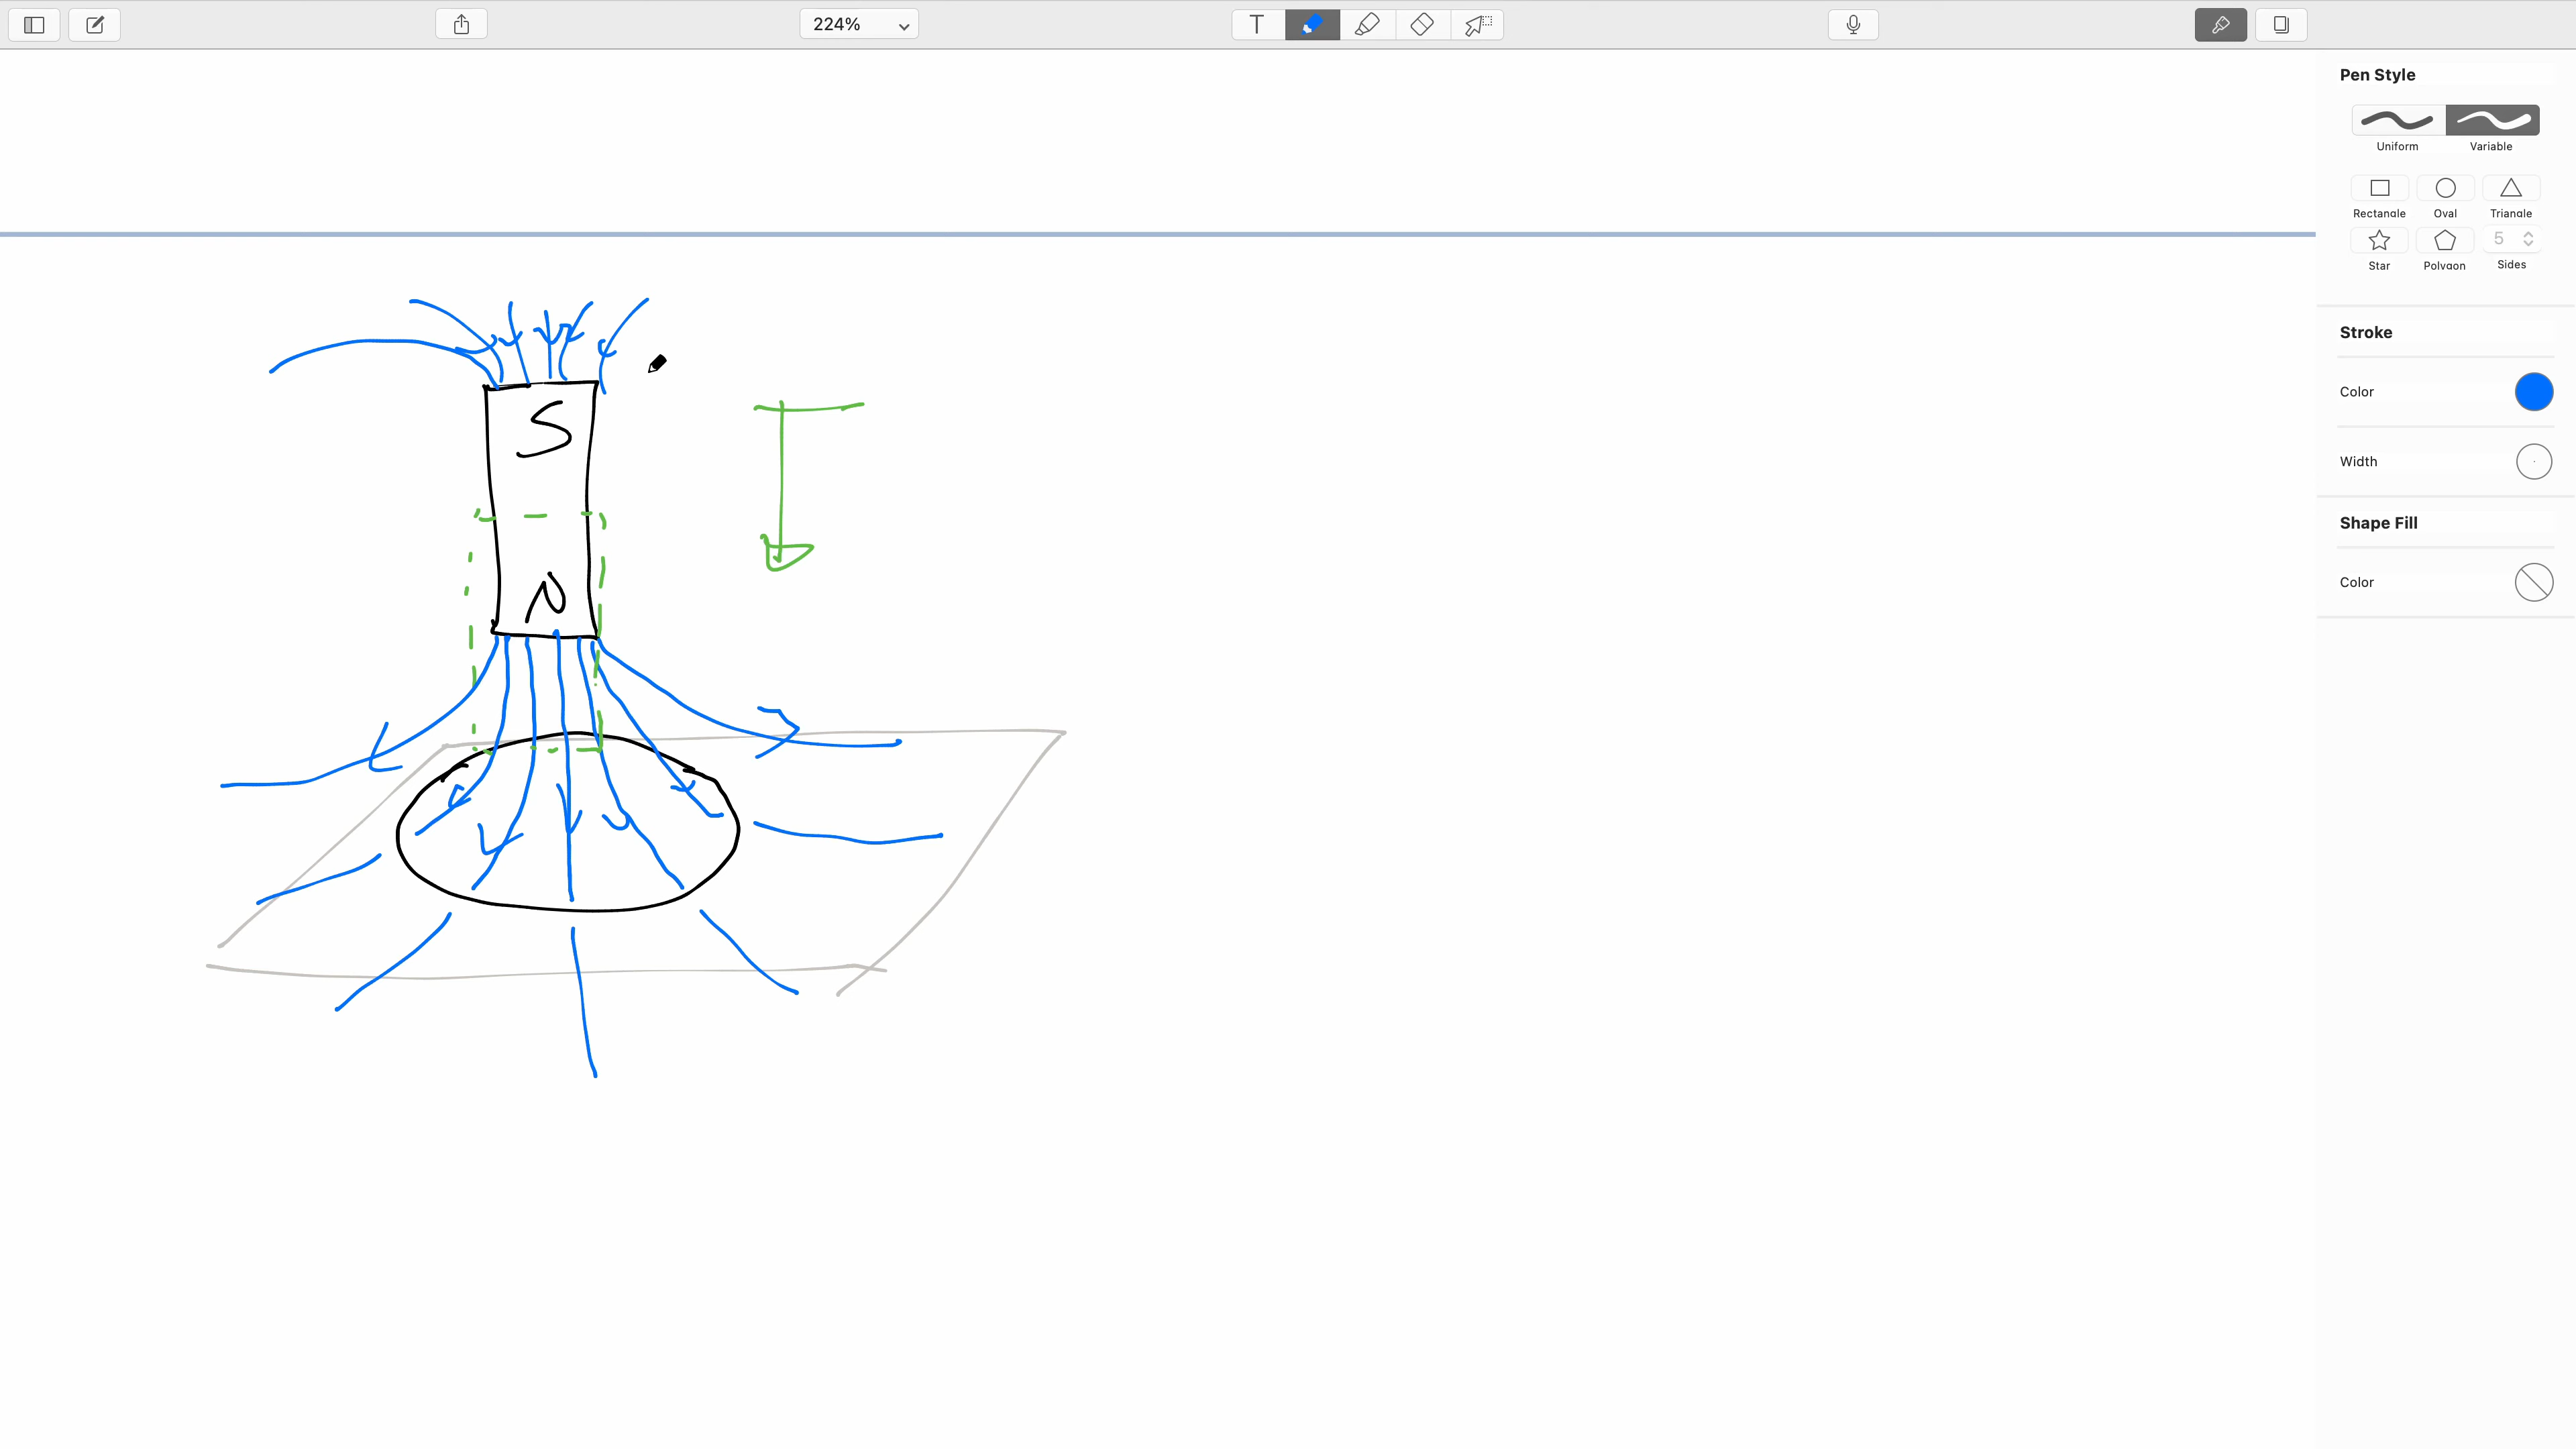 224%
T
Pen Style
Uniform
Variable
Rectangle
Oval
Triangle
Star
Polygon
5
Sides
Stroke
Color
Width
Shape Fill
Color
S
N